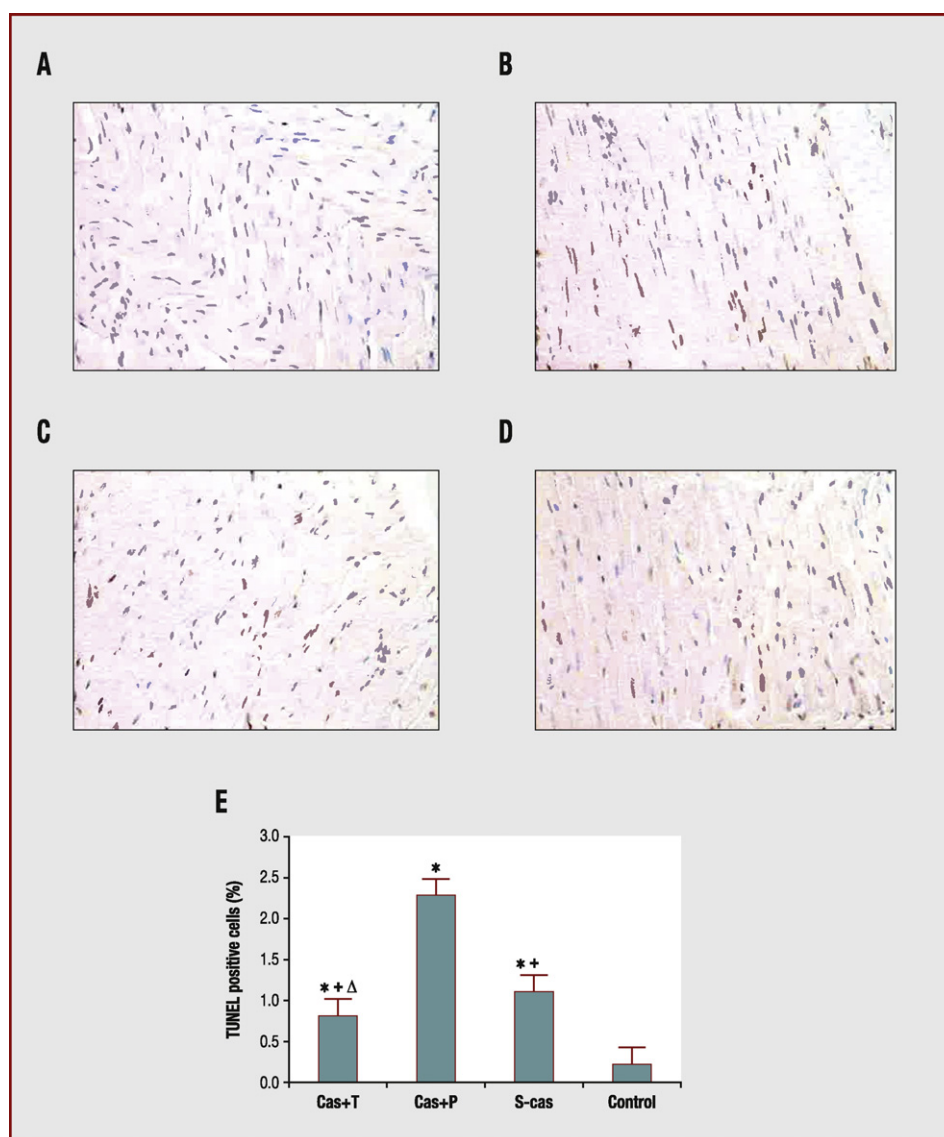 A
B
C
D
E
TUNEL positive cells (%)
3.0
2.5
2.0
1.5
1.0
0.5
0.0
*+Δ
*
*+
Cas+T
Cas+P
S-cas
Control